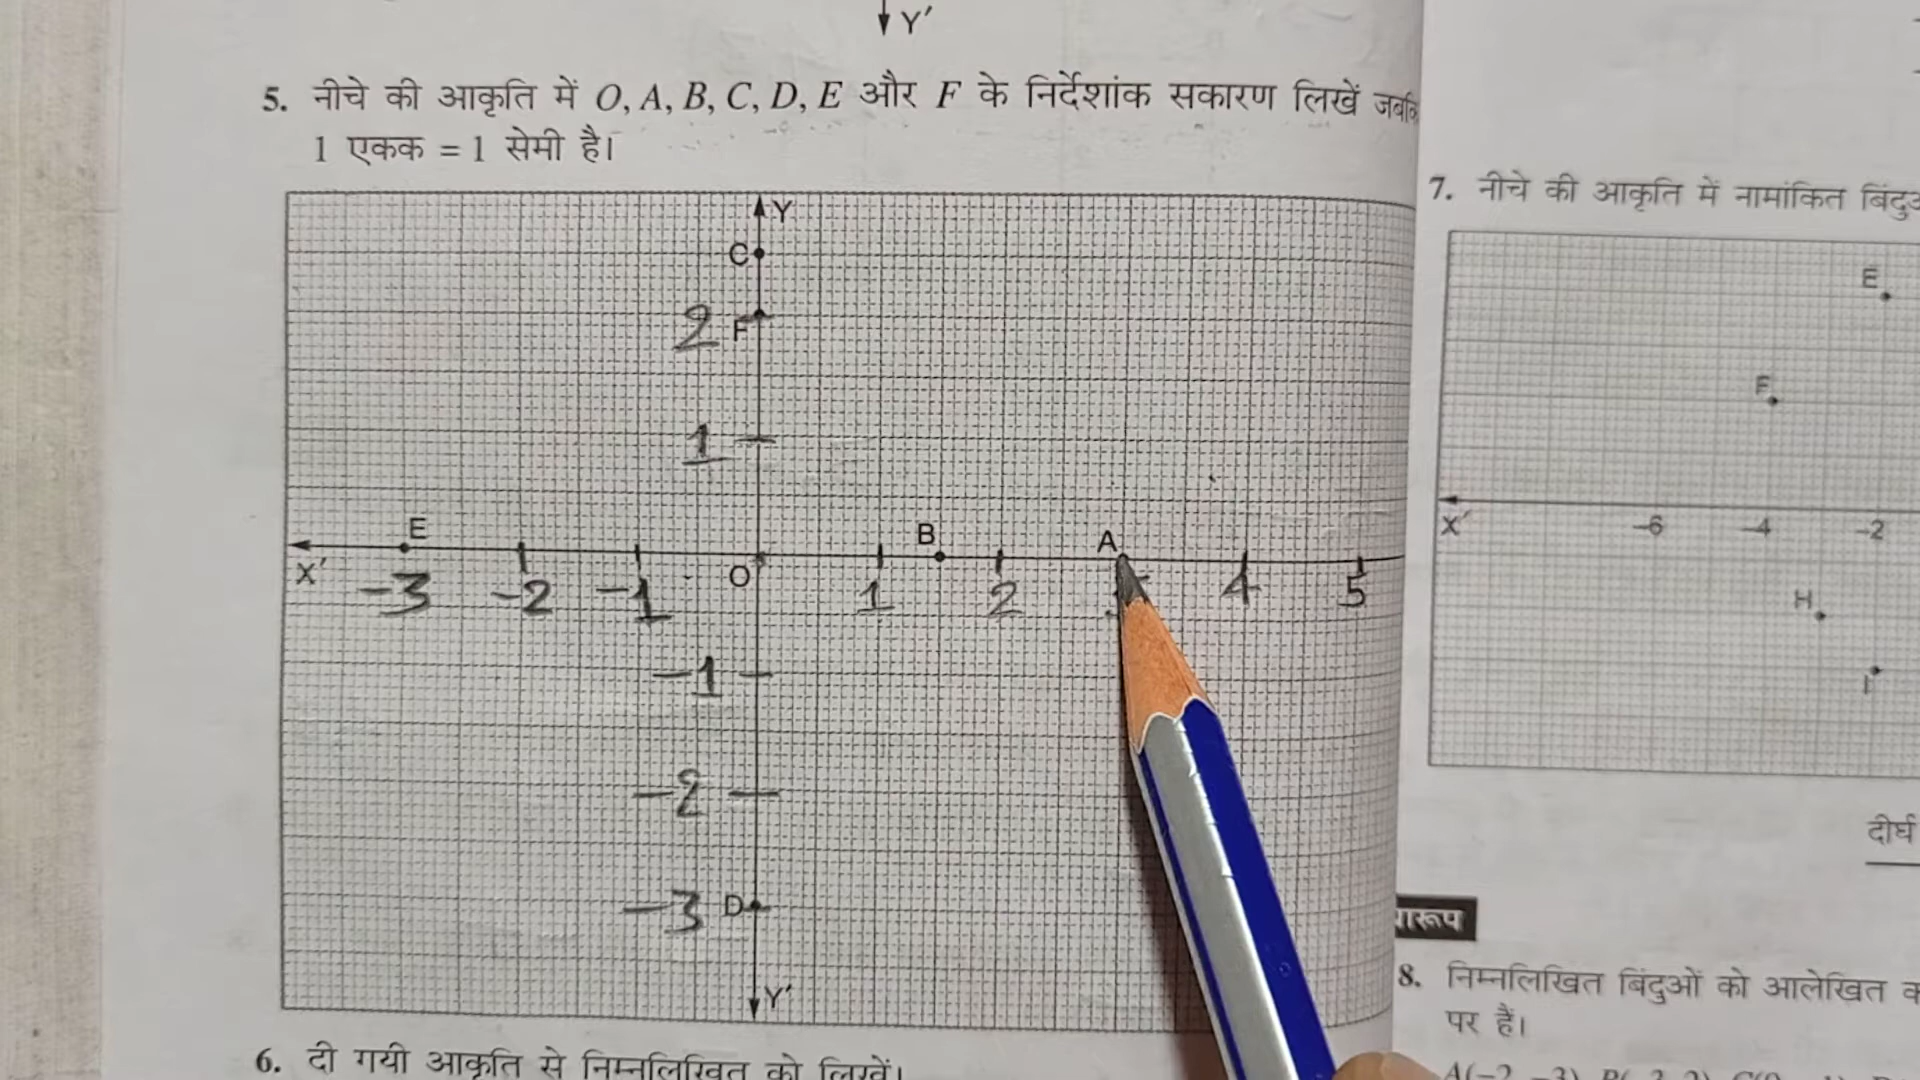 Y′
5. नीचे की आकृति में O, A, B, C, D, E और F के निर्देशांक सकारण लिखें जबकि
1 एकक = 1 सेमी है।
Y
C
2 F
1
E
B
A
X′
-3 -2 -1 O 1 2 4 5
-1
-2
-3 D
Y′
6. दी गयी आकृति से निम्नलिखित को लिखें।
7. नीचे की आकृति में नामांकित
E
F
X′ -6 -4 -2
H
I
दीर्घ
8. निम्नलिखित बिंदुओं को आलेखित
पर हैं।